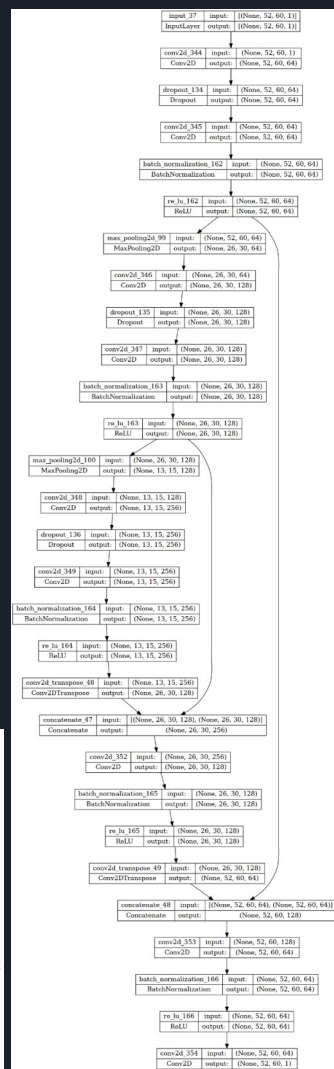 input_37 input: [(None, 52, 60, 1)]
InputLayer output: [(None, 52, 60, 1)]
conv2d_344 input: (None, 52, 60, 1)
Conv2D output: (None, 52, 60, 64)
dropout_134 input: (None, 52, 60, 64)
Dropout output: (None, 52, 60, 64)
conv2d_345 input: (None, 52, 60, 64)
Conv2D output: (None, 52, 60, 64)
batch_normalization_162 input: (None, 52, 60, 64)
BatchNormalization output: (None, 52, 60, 64)
re_lu_162 input: (None, 52, 60, 64)
ReLU output: (None, 52, 60, 64)
max_pooling2d_99 input: (None, 52, 60, 64)
MaxPooling2D output: (None, 26, 30, 64)
conv2d_346 input: (None, 26, 30, 64)
Conv2D output: (None, 26, 30, 128)
dropout_135 input: (None, 26, 30, 128)
Dropout output: (None, 26, 30, 128)
conv2d_347 input: (None, 26, 30, 128)
Conv2D output: (None, 26, 30, 128)
batch_normalization_163 input: (None, 26, 30, 128)
BatchNormalization output: (None, 26, 30, 128)
re_lu_163 input: (None, 26, 30, 128)
ReLU output: (None, 26, 30, 128)
max_pooling2d_100 input: (None, 26, 30, 128)
MaxPooling2D output: (None, 13, 15, 128)
conv2d_348 input: (None, 13, 15, 128)
Conv2D output: (None, 13, 15, 256)
dropout_136 input: (None, 13, 15, 256)
Dropout output: (None, 13, 15, 256)
conv2d_349 input: (None, 13, 15, 256)
Conv2D output: (None, 13, 15, 256)
batch_normalization_164 input: (None, 13, 15, 256)
BatchNormalization output: (None, 13, 15, 256)
re_lu_164 input: (None, 13, 15, 256)
ReLU output: (None, 13, 15, 256)
conv2d_transpose_48 input: (None, 13, 15, 256)
Conv2DTranspose output: (None, 26, 30, 128)
concatenate_47 input: [(None, 26, 30, 128), (None, 26, 30, 128)]
Concatenate output: (None, 26, 30, 256)
conv2d_352 input: (None, 26, 30, 256)
Conv2D output: (None, 26, 30, 128)
batch_normalization_165 input: (None, 26, 30, 128)
BatchNormalization output: (None, 26, 30, 128)
re_lu_165 input: (None, 26, 30, 128)
ReLU output: (None, 26, 30, 128)
conv2d_transpose_49 input: (None, 26, 30, 128)
Conv2DTranspose output: (None, 52, 60, 64)
concatenate_48 input: [(None, 52, 60, 64), (None, 52, 60, 64)]
Concatenate output: (None, 52, 60, 128)
conv2d_353 input: (None, 52, 60, 128)
Conv2D output: (None, 52, 60, 64)
batch_normalization_166 input: (None, 52, 60, 64)
BatchNormalization output: (None, 52, 60, 64)
re_lu_166 input: (None, 52, 60, 64)
ReLU output: (None, 52, 60, 64)
conv2d_354 input: (None, 52, 60, 64)
Conv2D output: (None, 52, 60, 1)